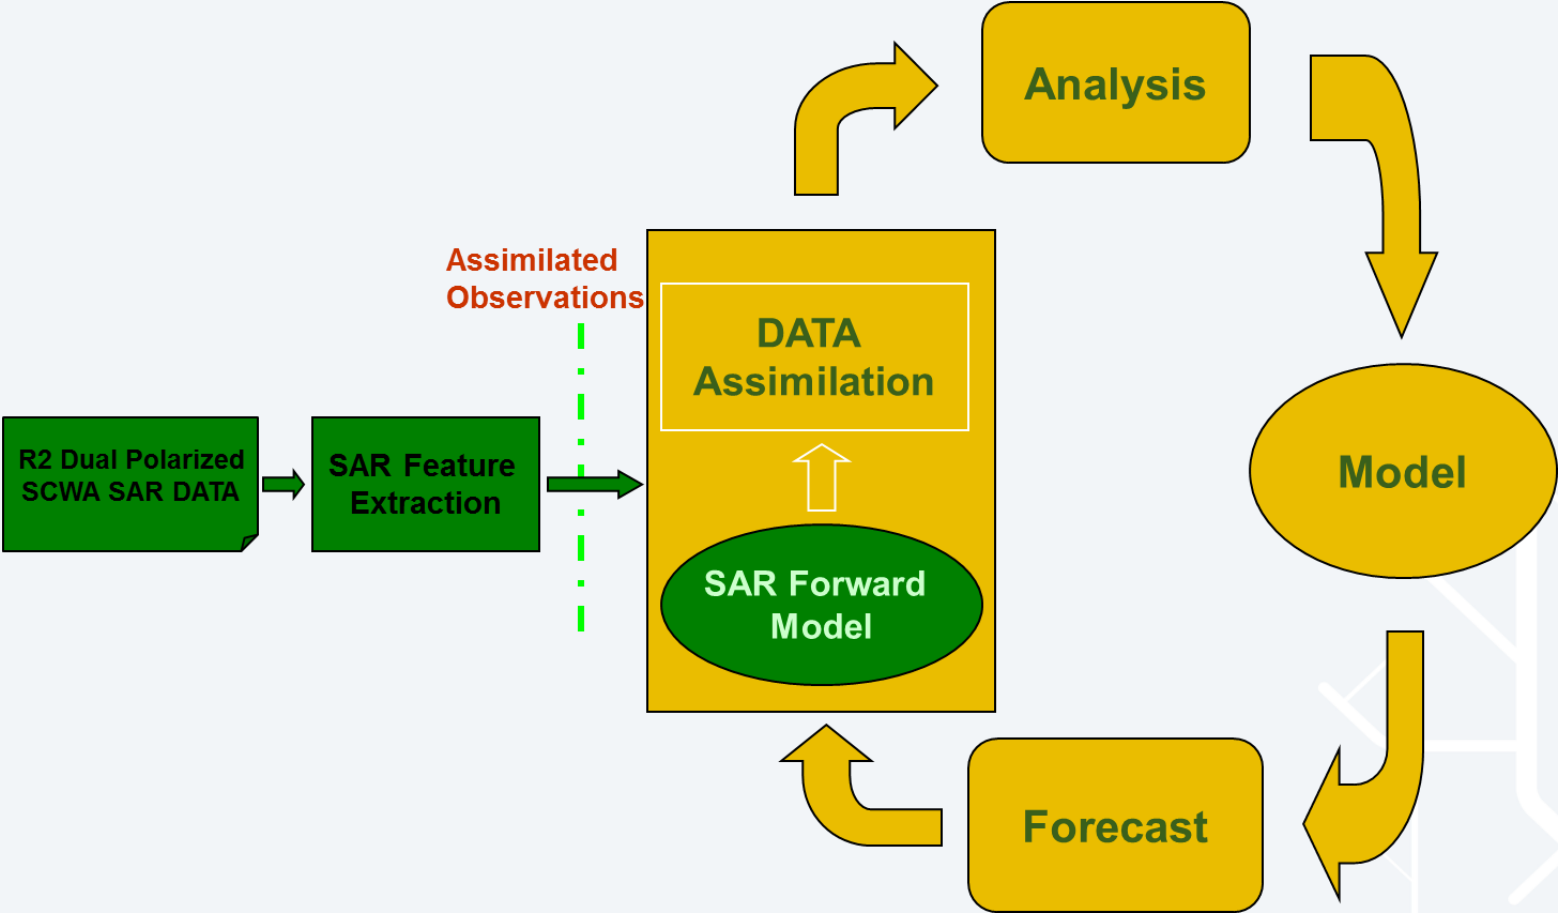 Analysis
Assimilated
Observations
DATA
Assimilation
R2 Dual Polarized
SCWA SAR DATA
SAR Feature
Extraction
Model
SAR Forward
Model
Forecast